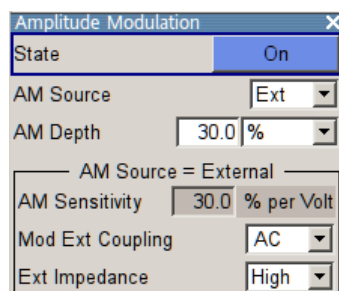 Amplitude Modulation
State On
AM Source Ext
AM Depth 30.0 %
AM Source = External
AM Sensitivity 30.0 % per Volt
Mod Ext Coupling AC
Ext Impedance High